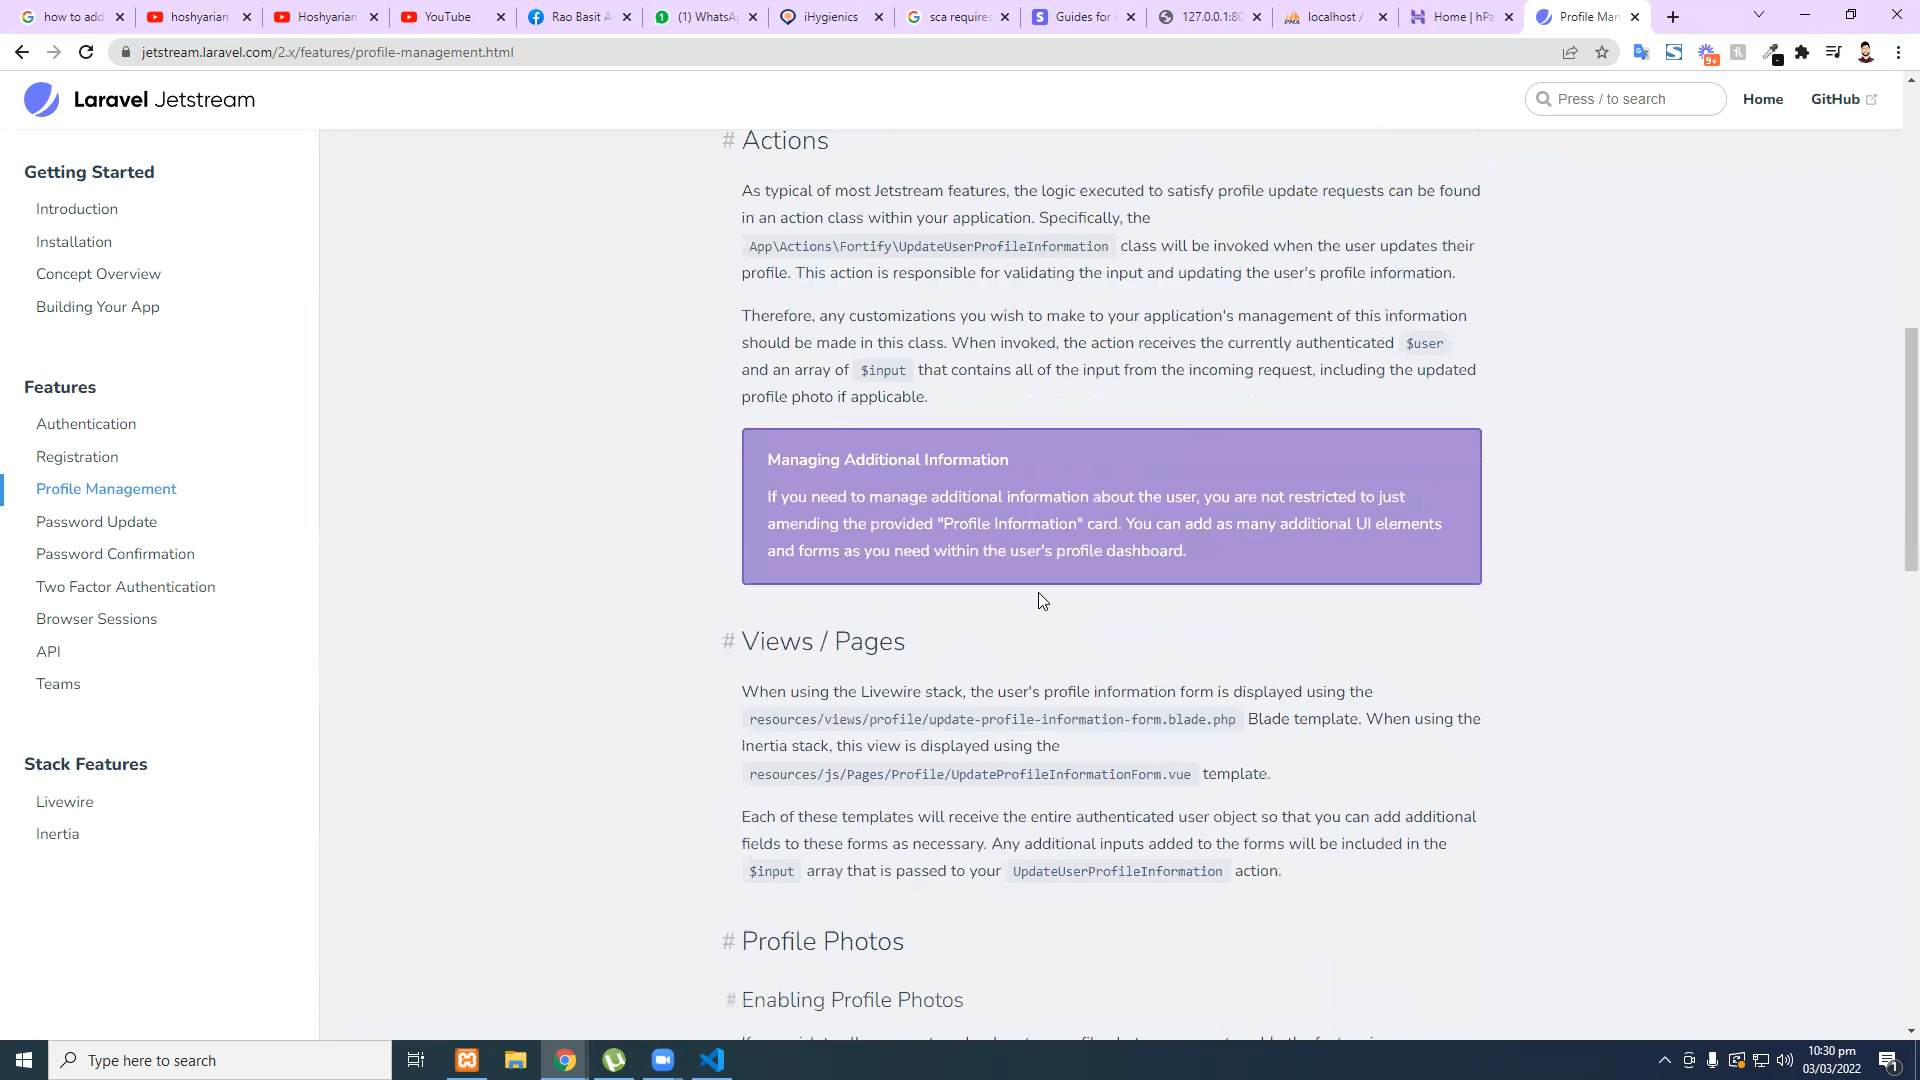 how to add
hoshyarian
Hoshyarian
YouTube
Rao Basit A
(1) WhatsA
iHygienics
sca require
Guides for
127.0.0.1:80
localhost /
Home | hPa
Profile Man
jetstream.laravel.com/2.x/features/profile-management.html
9+
Laravel Jetstream
Press / to search
Home
GitHub
Getting Started
Introduction
Installation
Concept Overview
Building Your App
Features
Authentication
Registration
Profile Management
Password Update
Password Confirmation
Two Factor Authentication
Browser Sessions
API
Teams
Stack Features
Livewire
Inertia
# Actions
As typical of most Jetstream features, the logic executed to satisfy profile update requests can be found
in an action class within your application. Specifically, the
App\Actions\Fortify\UpdateUserProfileInformation class will be invoked when the user updates their
profile. This action is responsible for validating the input and updating the user's profile information.
Therefore, any customizations you wish to make to your application's management of this information
should be made in this class. When invoked, the action receives the currently authenticated $user
and an array of $input that contains all of the input from the incoming request, including the updated
profile photo if applicable.
Managing Additional Information
If you need to manage additional information about the user, you are not restricted to just
amending the provided "Profile Information" card. You can add as many additional UI elements
and forms as you need within the user's profile dashboard.
# Views / Pages
When using the Livewire stack, the user's profile information form is displayed using the
resources/views/profile/update-profile-information-form.blade.php Blade template. When using the
Inertia stack, this view is displayed using the
resources/js/Pages/Profile/UpdateProfileInformationForm.vue template.
Each of these templates will receive the entire authenticated user object so that you can add additional
fields to these forms as necessary. Any additional inputs added to the forms will be included in the
$input array that is passed to your UpdateUserProfileInformation action.
# Profile Photos
# Enabling Profile Photos
Type here to search
10:30 pm
03/03/2022
1